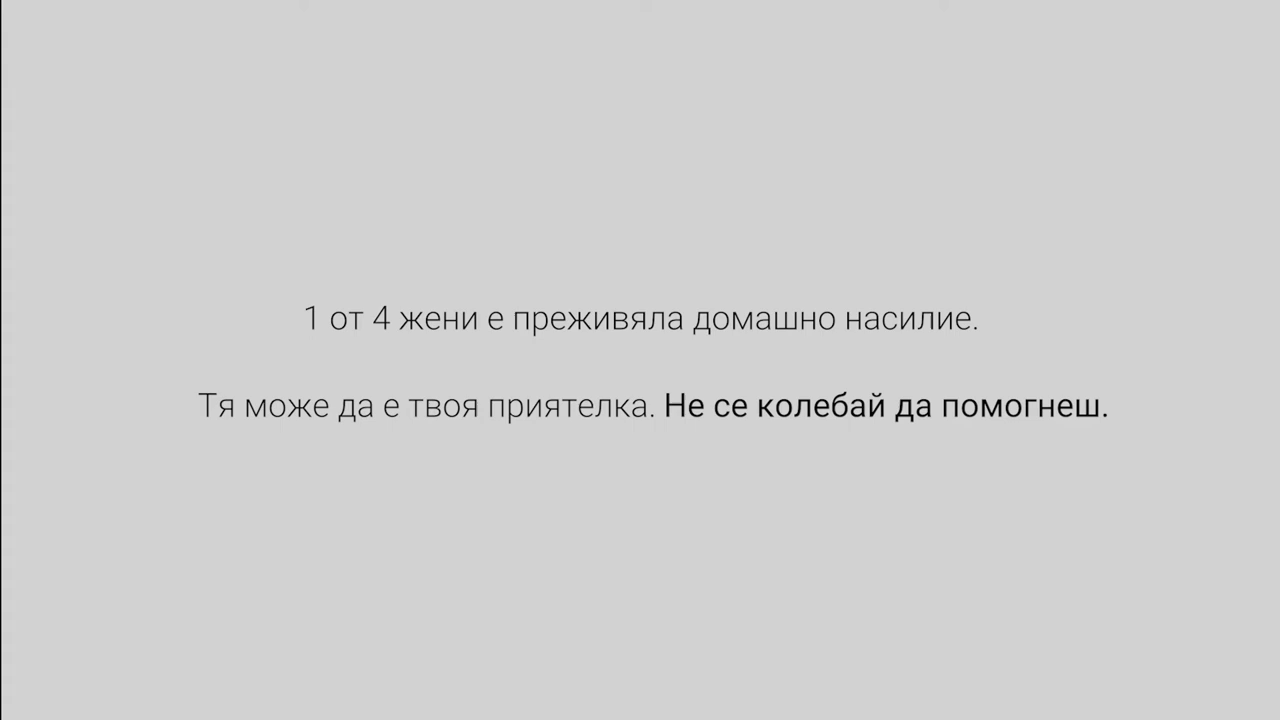 1 от 4 жени е преживяла домашно насилие.
Тя може да е твоя приятелка. Не се колебай да помогнеш.